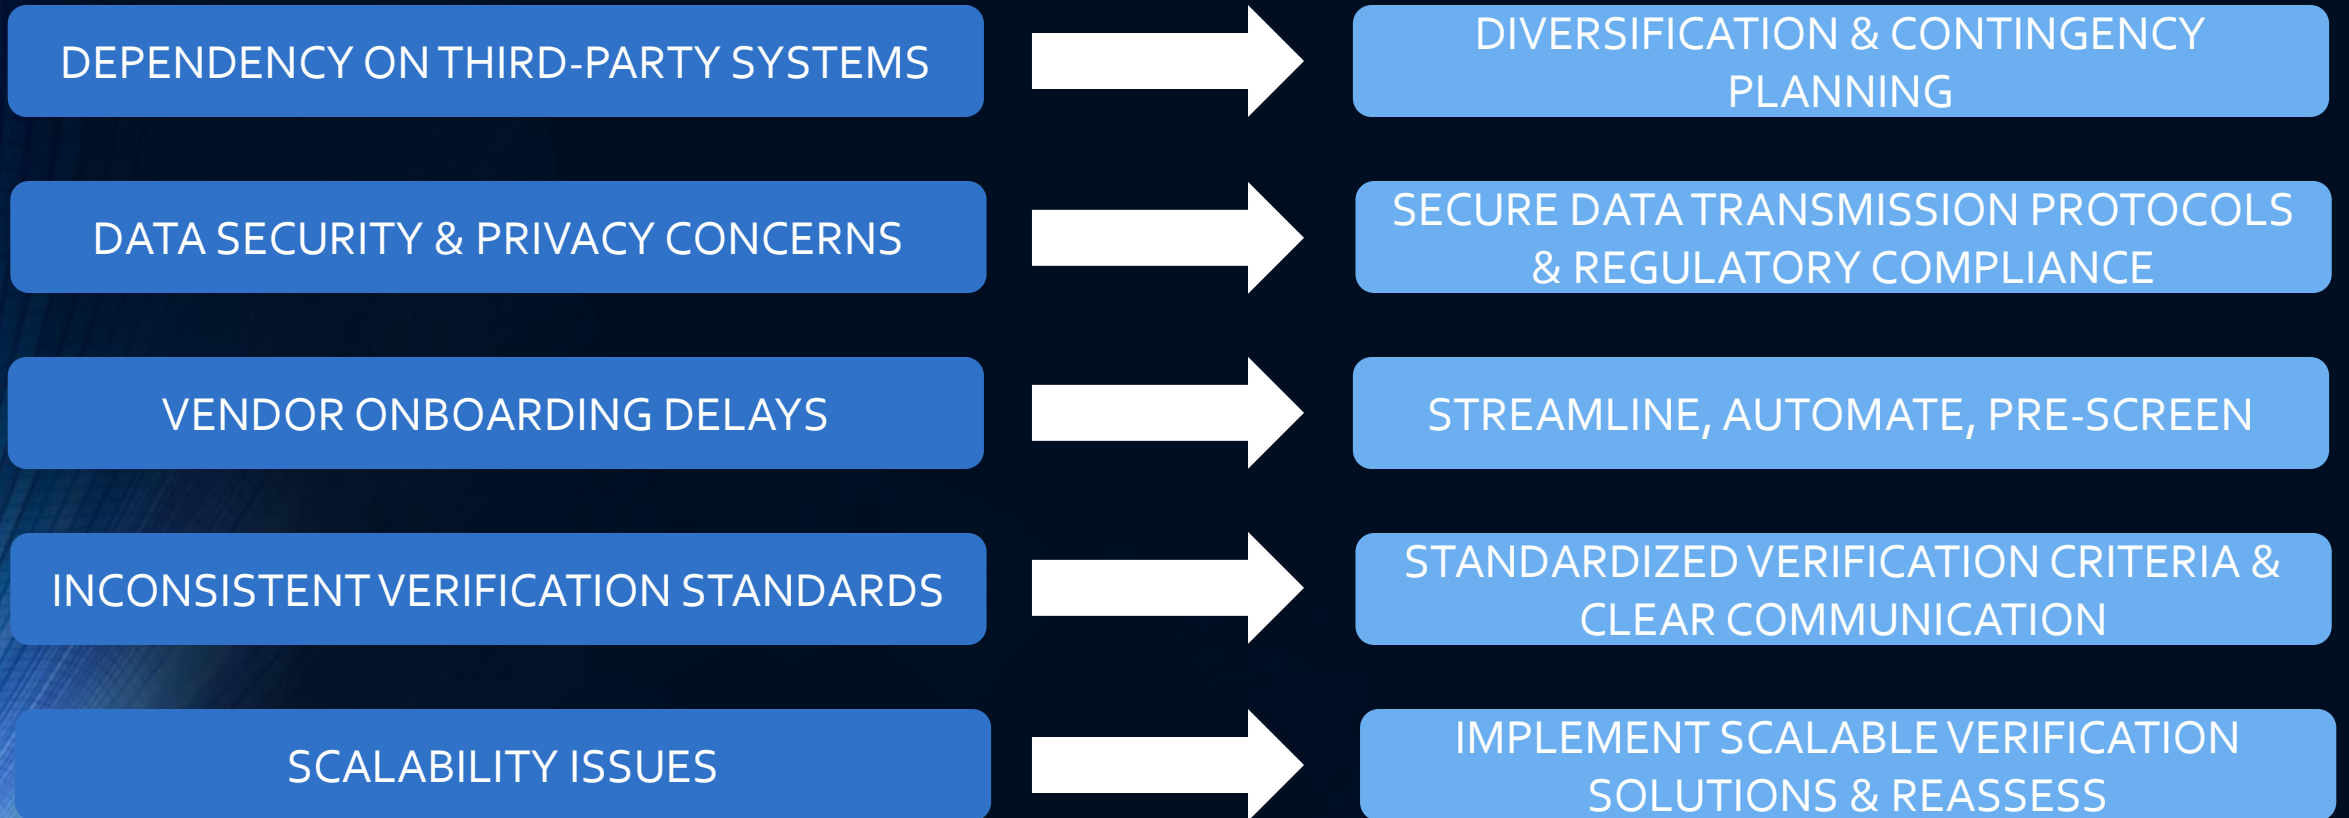 DEPENDENCY ON THIRD-PARTY SYSTEMS
DIVERSIFICATION & CONTINGENCY
PLANNING
DATA SECURITY & PRIVACY CONCERNS
SECURE DATA TRANSMISSION PROTOCOLS
& REGULATORY COMPLIANCE
VENDOR ONBOARDING DELAYS
STREAMLINE, AUTOMATE, PRE-SCREEN
INCONSISTENT VERIFICATION STANDARDS
STANDARDIZED VERIFICATION CRITERIA &
CLEAR COMMUNICATION
SCALABILITY ISSUES
IMPLEMENT SCALABLE VERIFICATION
SOLUTIONS & REASSESS